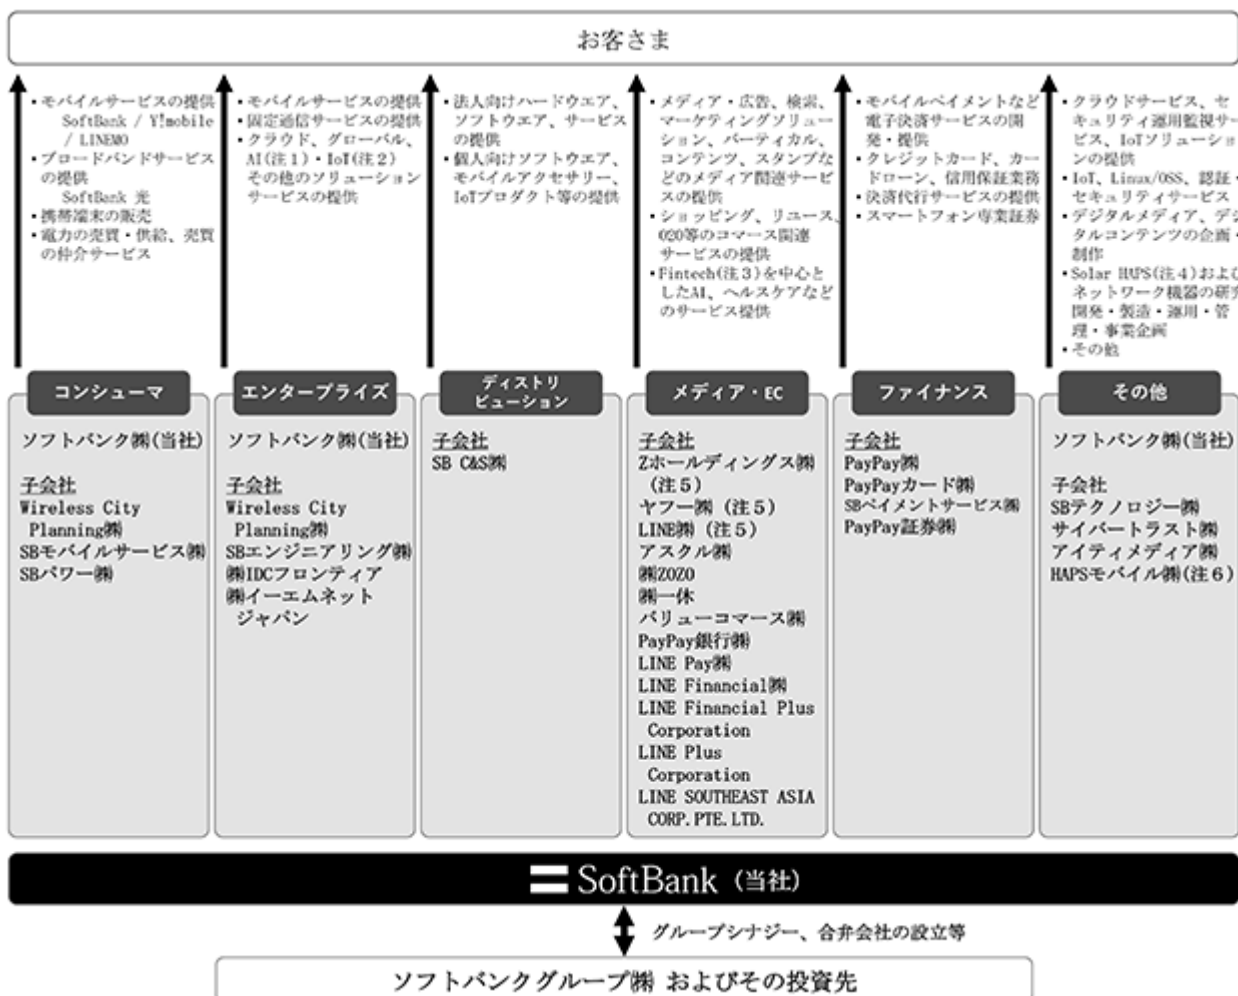 お客さま
・モバイルサービスの提供
SoftBank / Y!mobile
/ LINEMO
・ブロードバンドサービス
の提供
SoftBank 光
・携帯端末の販売
・電力の売買・供給、売買
の仲介サービス
・モバイルサービスの提供
・固定通信サービスの提供
・クラウド、グローバル、
AI(注1)・IoT(注2)
その他のソリューション
サービスの提供
・法人向けハードウエア、
ソフトウエア、サービス
の提供
・個人向けソフトウエア、
モバイルアクセサリー、
IoTプロダクト等の提供
・メディア・広告、検索、
マーケティングソリュー
ション、バーティカル、
コンテンツ、スタンプな
どのメディア関連サービ
スの提供
・ショッピング、リユース、
O2O等のコマース関連
サービスの提供
・Fintech(注3)を中心と
したAI、ヘルスケアなど
のサービス提供
・モバイルペイメントなど
電子決済サービスの開
発・提供
・クレジットカード、カー
ドローン、信用保証業務
・決済代行サービスの提供
・スマートフォン専業証券
・クラウドサービス、セ
キュリティ運用監視サー
ビス、IoTソリューショ
ンの提供
・IoT、Linux/OSS、認証・
セキュリティサービス
・デジタルメディア、デジ
タルコンテンツの企画・
制作
・Solar HAPS(注4)および
ネットワーク機器の研究
開発・製造・運用・管
理・事業企画
・その他
コンシューマ
ソフトバンク㈱(当社)
子会社
Wireless City
Planning㈱
SBモバイルサービス㈱
SBパワー㈱
エンタープライズ
ソフトバンク㈱(当社)
子会社
Wireless City
Planning㈱
SBエンジニアリング㈱
㈱IDCフロンティア
㈱イーエムネット
ジャパン
ディストリ
ビューション
子会社
SB C&S㈱
メディア・EC
子会社
Zホールディングス㈱
(注5)
ヤフー㈱ (注5)
LINE㈱ (注5)
アスクル㈱
㈱ZOZO
㈱一休
バリューコマース㈱
PayPay銀行㈱
LINE Pay㈱
LINE Financial㈱
LINE Financial Plus
Corporation
LINE Plus
Corporation
LINE SOUTHEAST ASIA
CORP.PTE.LTD.
ファイナンス
子会社
PayPay㈱
PayPayカード㈱
SBペイメントサービス㈱
PayPay証券㈱
その他
ソフトバンク㈱(当社)
子会社
SBテクノロジー㈱
サイバートラスト㈱
アイティメディア㈱
HAPSモバイル㈱(注6)
SoftBank (当社)
グループシナジー、合弁会社の設立等
ソフトバンクグループ㈱ およびその投資先